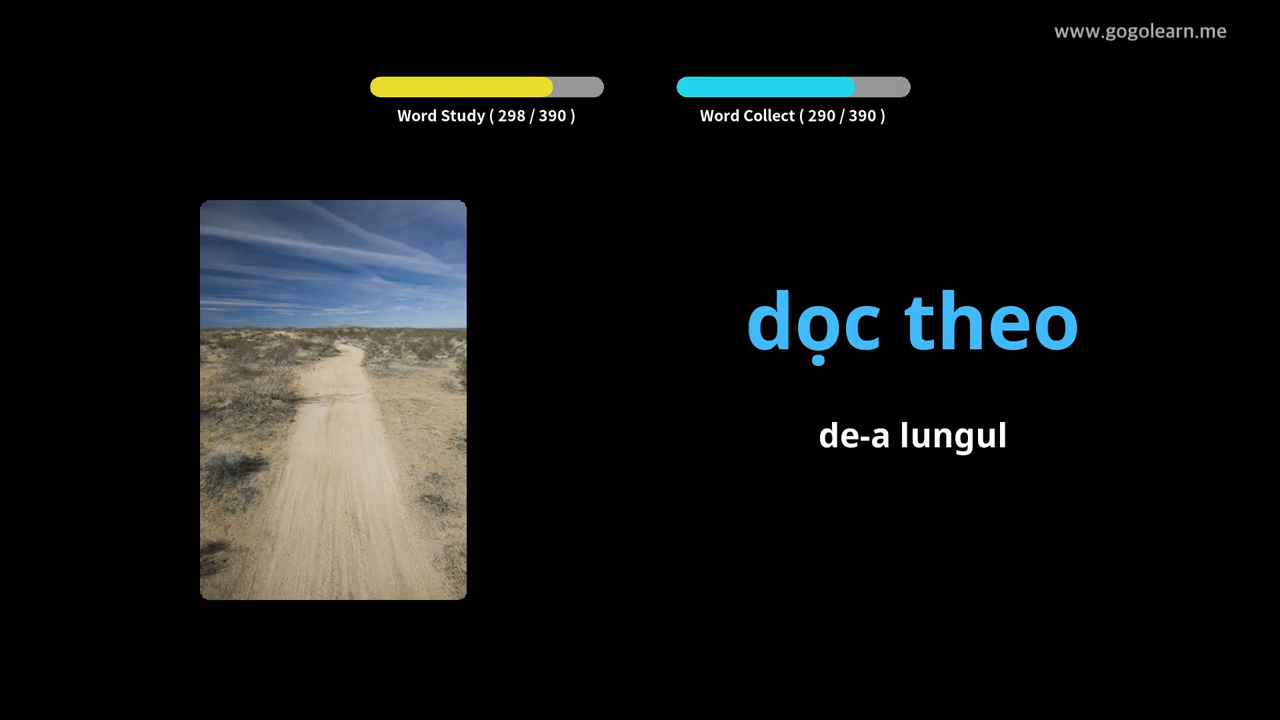 www.gogolearn.me
Word Study ( 298 / 390 )
Word Collect ( 290 / 390 )
dọc theo
de-a lungul